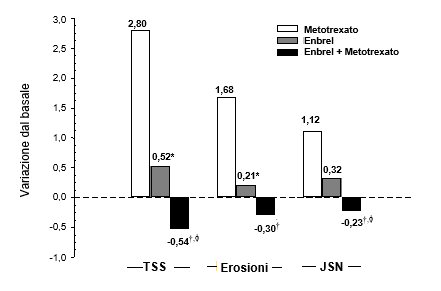 3,0
2,5
2,0
1,5
1,0
0,5
0,0
-0,5
-1,0
Variazione dal basale
Metotrexato
Enbrel
Enbrel + Metotrexato
2,80
0,52*
-0,54†,ϕ
1,68
0,21*
-0,30†
1,12
0,32
-0,23†,ϕ
TSS
Erosioni
JSN